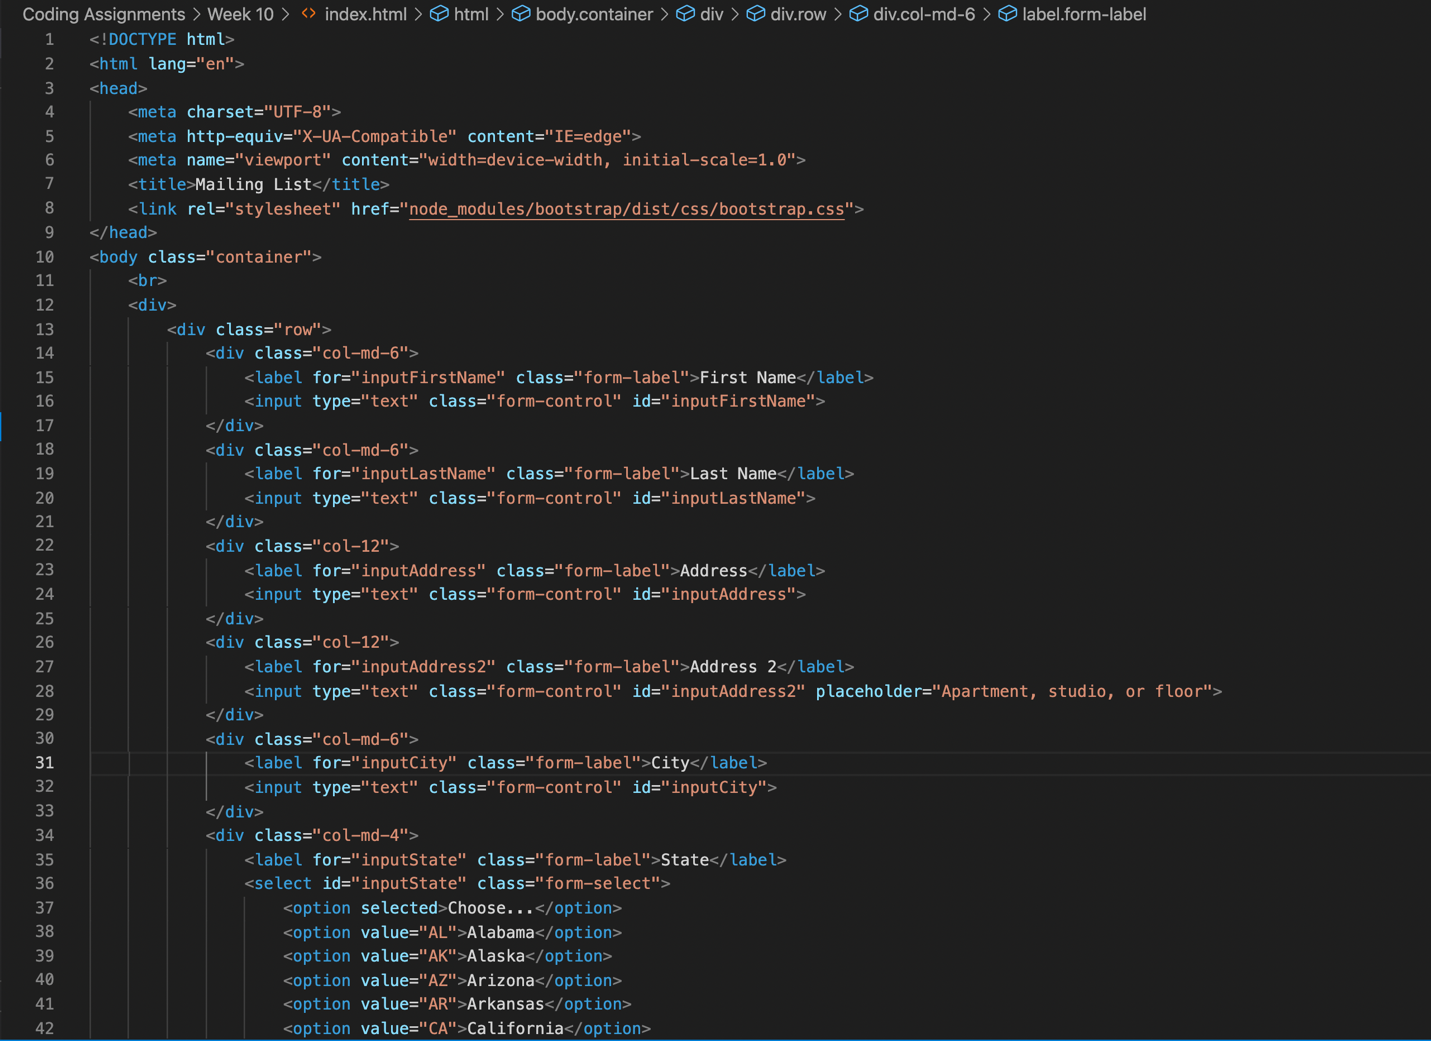 Coding Assignments > Week 10 > <> index.html > html > body.container > div > div.row > div.col-md-6 > label.form-label
1 <!DOCTYPE html>
2 <html lang="en">
3 <head>
4 <meta charset="UTF-8">
5 <meta http-equiv="X-UA-Compatible" content="IE=edge">
6 <meta name="viewport" content="width=device-width, initial-scale=1.0">
7 <title>Mailing List</title>
8 <link rel="stylesheet" href="node_modules/bootstrap/dist/css/bootstrap.css">
9 </head>
10 <body class="container">
11 <br>
12 <div>
13 <div class="row">
14 <div class="col-md-6">
15 <label for="inputFirstName" class="form-label">First Name</label>
16 <input type="text" class="form-control" id="inputFirstName">
17 </div>
18 <div class="col-md-6">
19 <label for="inputLastName" class="form-label">Last Name</label>
20 <input type="text" class="form-control" id="inputLastName">
21 </div>
22 <div class="col-12">
23 <label for="inputAddress" class="form-label">Address</label>
24 <input type="text" class="form-control" id="inputAddress">
25 </div>
26 <div class="col-12">
27 <label for="inputAddress2" class="form-label">Address 2</label>
28 <input type="text" class="form-control" id="inputAddress2" placeholder="Apartment, studio, or floor">
29 </div>
30 <div class="col-md-6">
31 <label for="inputCity" class="form-label">City</label>
32 <input type="text" class="form-control" id="inputCity">
33 </div>
34 <div class="col-md-4">
35 <label for="inputState" class="form-label">State</label>
36 <select id="inputState" class="form-select">
37 <option selected>Choose...</option>
38 <option value="AL">Alabama</option>
39 <option value="AK">Alaska</option>
40 <option value="AZ">Arizona</option>
41 <option value="AR">Arkansas</option>
42 <option value="CA">California</option>